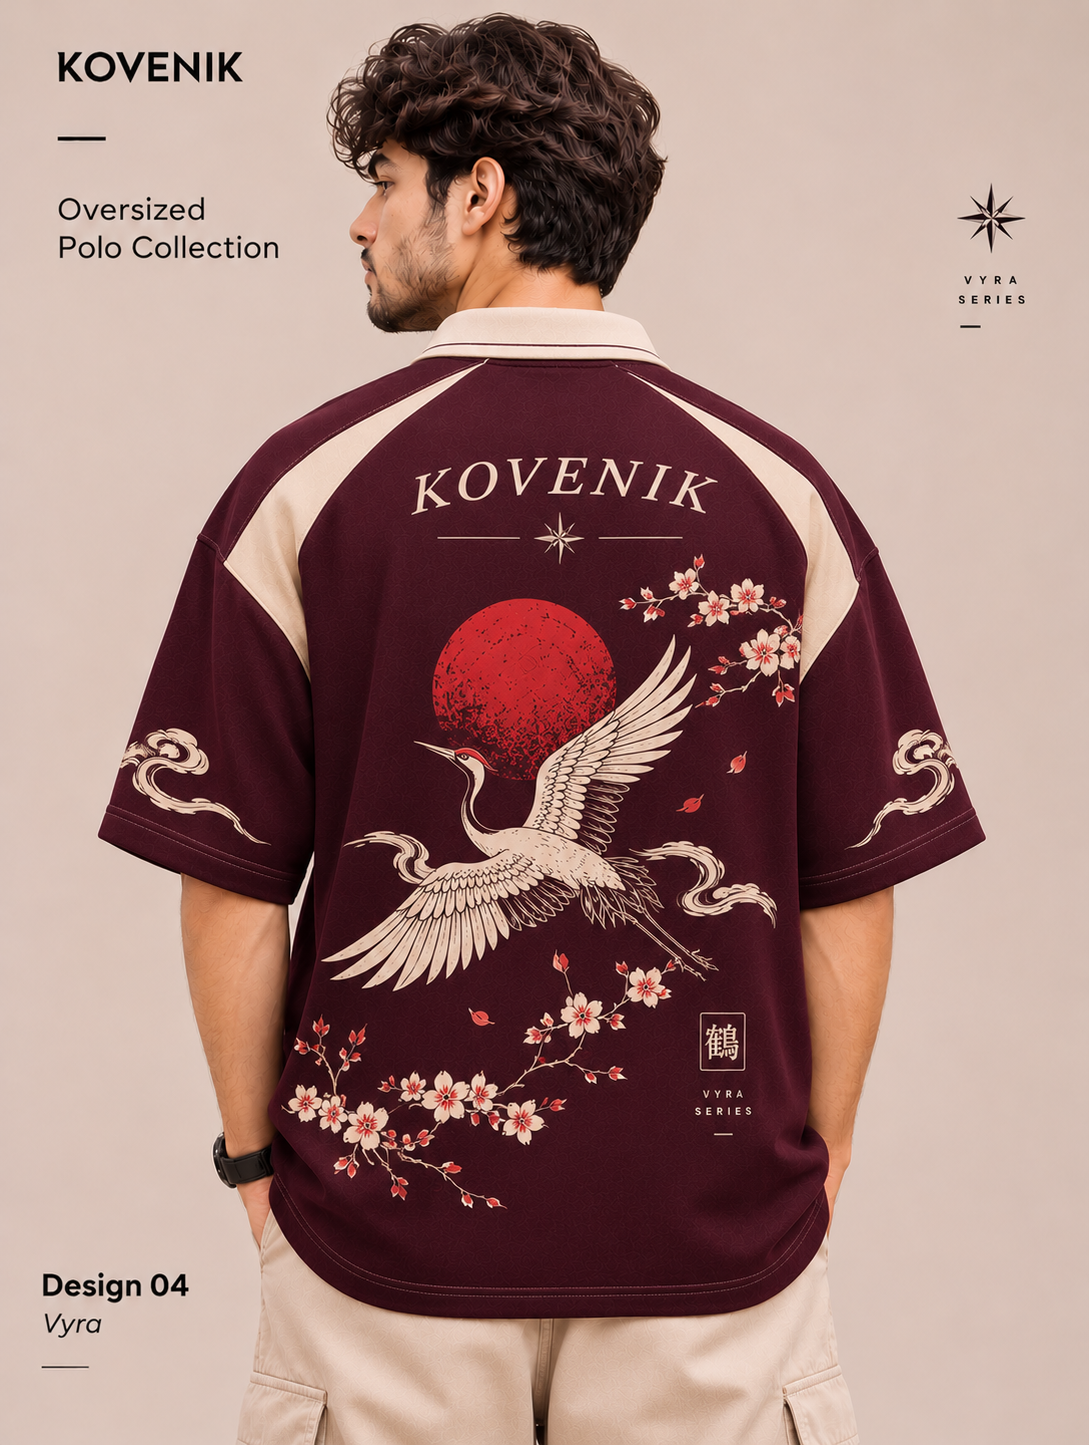 KOVENIK
Oversized
Polo Collection
VYRA
SERIES
KOVENIK
鶴
VYRA
SERIES
Design 04
Vyra